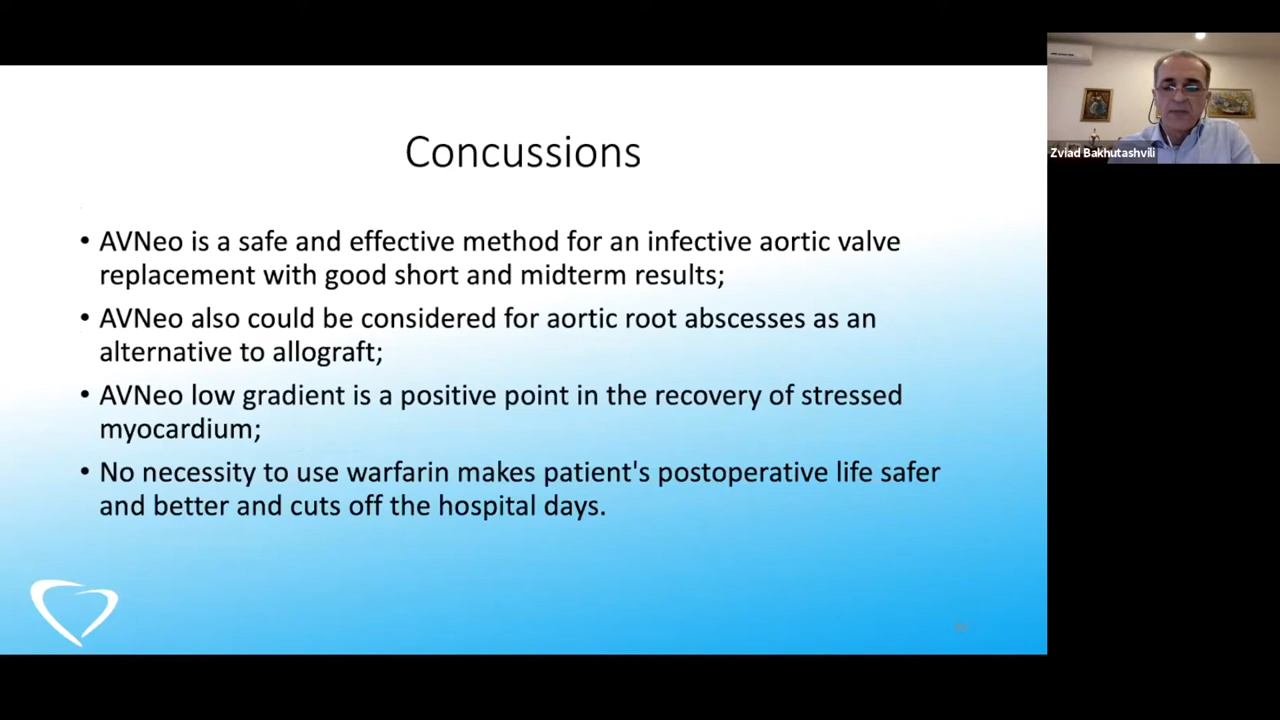 Concussions
• AVNeo is a safe and effective method for an infective aortic valve
replacement with good short and midterm results;
• AVNeo also could be considered for aortic root abscesses as an
alternative to allograft;
• AVNeo low gradient is a positive point in the recovery of stressed
myocardium;
• No necessity to use warfarin makes patient's postoperative life safer
and better and cuts off the hospital days.
Zviad Bakhutashvili